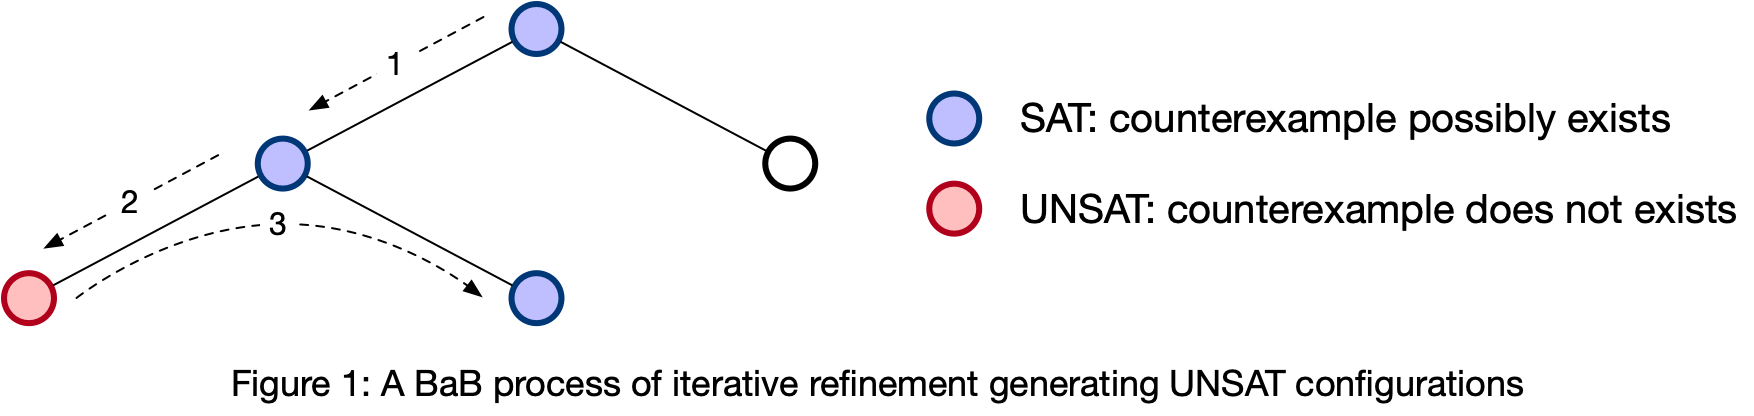 1
2
3
SAT: counterexample possibly exists
UNSAT: counterexample does not exists
Figure 1: A BaB process of iterative refinement generating UNSAT configurations